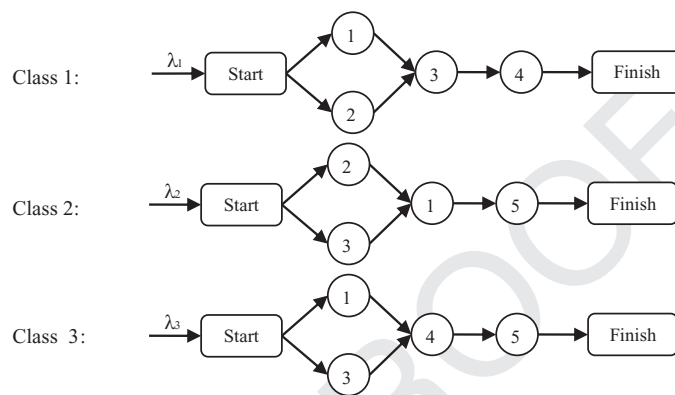 Class 1: λ1 Start 1 2 3 4 Finish
Class 2: λ2 Start 2 3 1 5 Finish
Class 3: λ3 Start 1 3 4 5 Finish
ROOF